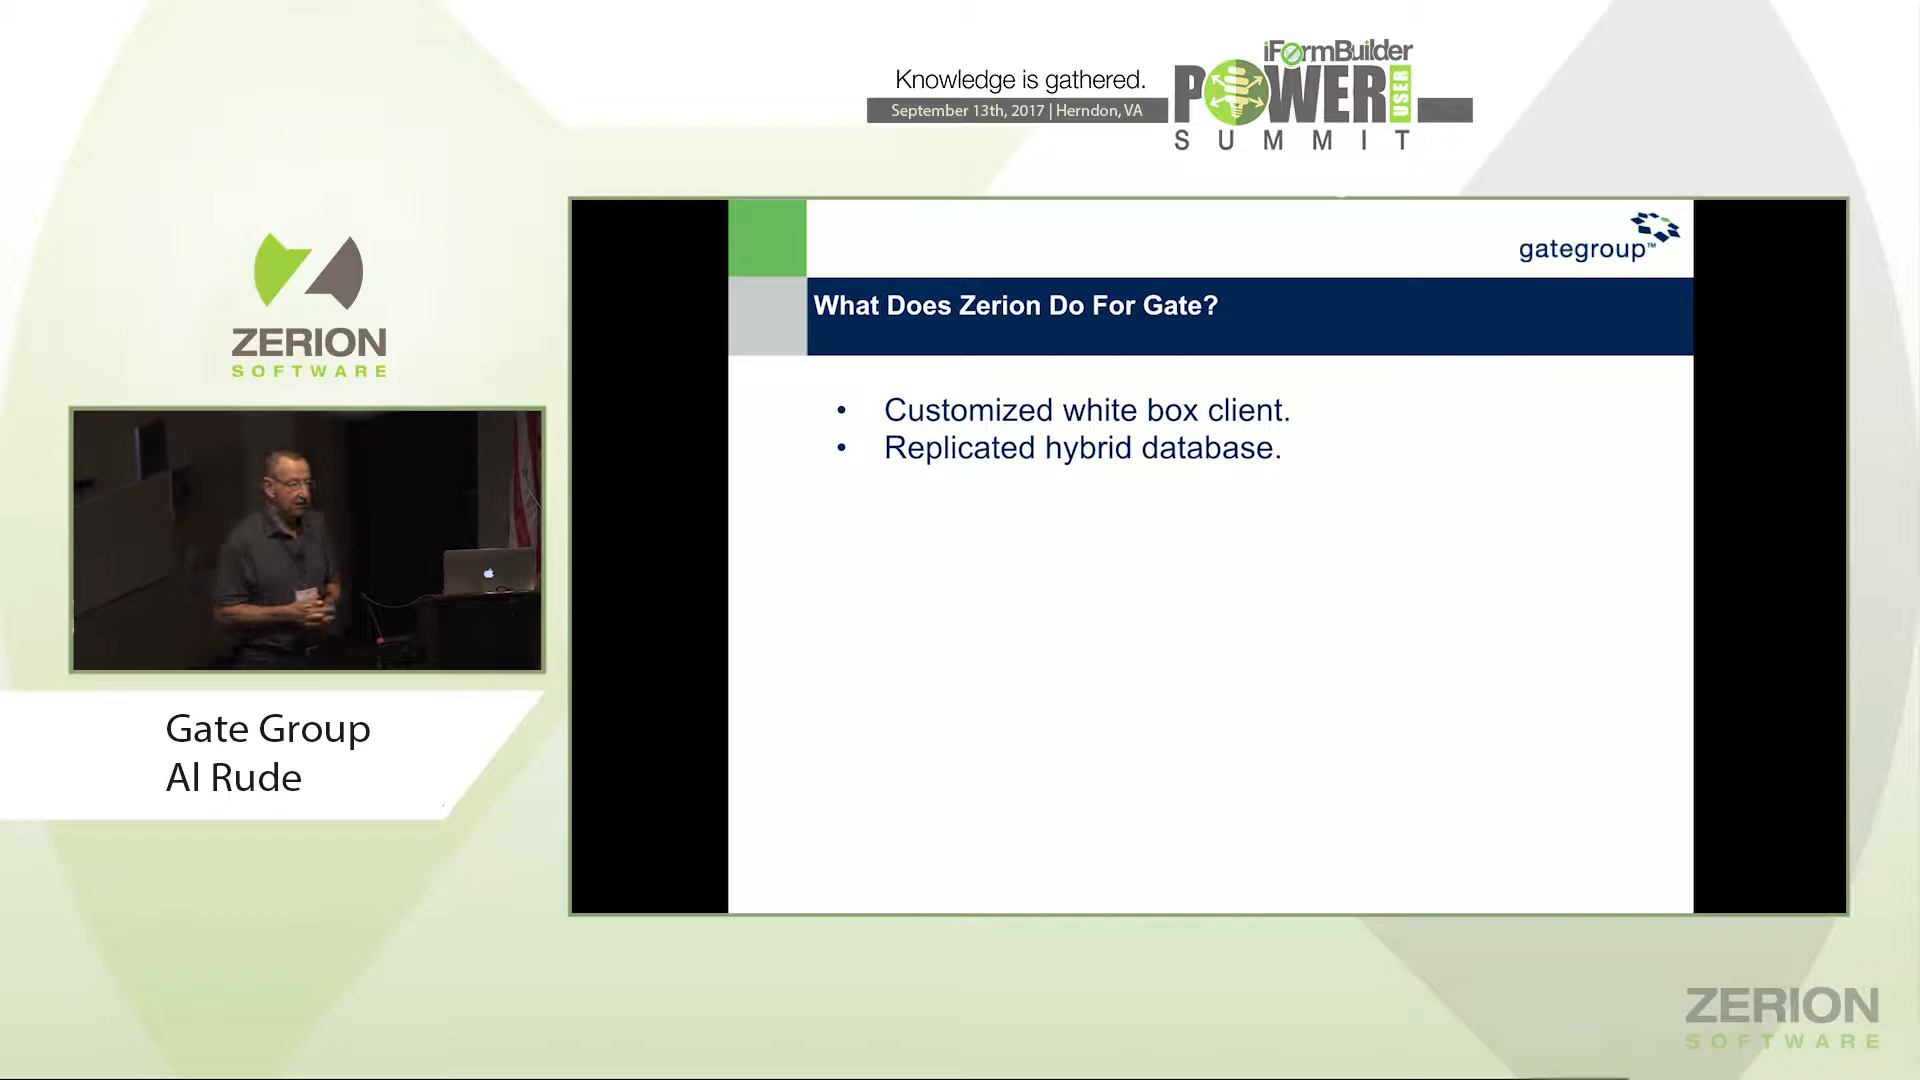 iFormBuilder
Knowledge is gathered.
POWER USER
September 13th, 2017 | Herndon, VA
SUMMIT
ZERION
SOFTWARE
gategroup™
What Does Zerion Do For Gate?
• Customized white box client.
• Replicated hybrid database.
Gate Group
Al Rude
ZERION
SOFTWARE